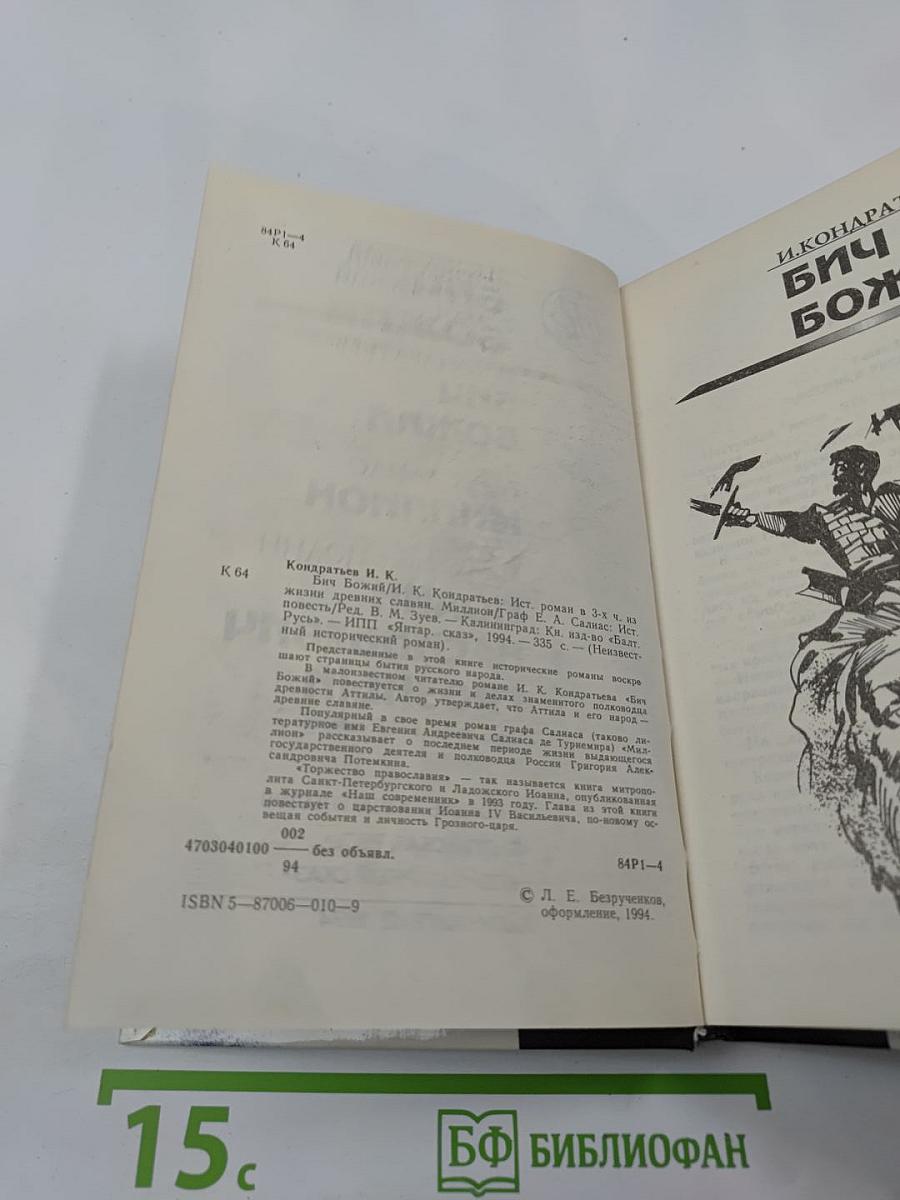 84Р1—4
К 64
К 64
Кондратьев И. К.
Бич Божий/И. К. Кондратьев: Ист. роман в 3-х ч. из
жизни древних славян. Миллион/Граф Е. А. Салиас: Ист.
повесть/Ред. В. М. Зуев. — Калининград: Кн. изд-во «Балт.
Русь». — ИПП «Янтар. сказ», 1994. — 335 с. — (Неизвест-
ный исторический роман).
Представленные в этой книге исторические романы воскре
шают страницы бытия русского народа.
В малоизвестном читателю романе И. К. Кондратьева «Бич
Божий» повествуется о жизни и делах знаменитого полководца
древности Аттилы. Автор утверждает, что Аттила и его народ —
древние славяне.
Популярный в свое время роман графа Салиаса (таково ли-
тературное имя Евгения Андреевича Салиаса де Турнемира) «Мил-
лион» рассказывает о последнем периоде жизни выдающегося
государственного деятеля и полководца России Григория Алек-
сандровича Потемкина.
«Торжество православия» — так называется книга митропо-
лита Санкт-Петербургского и Ладожского Иоанна, опубликованная
в журнале «Наш современник» в 1993 году. Глава из этой книги
повествует о царствовании Иоанна IV Васильевича, по-новому ос-
вещая события и личность Грозного-царя.
002
4703040100 —— без объявл.
94
84Р1—4
ISBN 5—87006—010—9
© Л. Е. Безрученков,
оформление, 1994.
И.КОНДРАТ
БИЧ
БОЖ
15 с
БФ БИБЛИОФАН